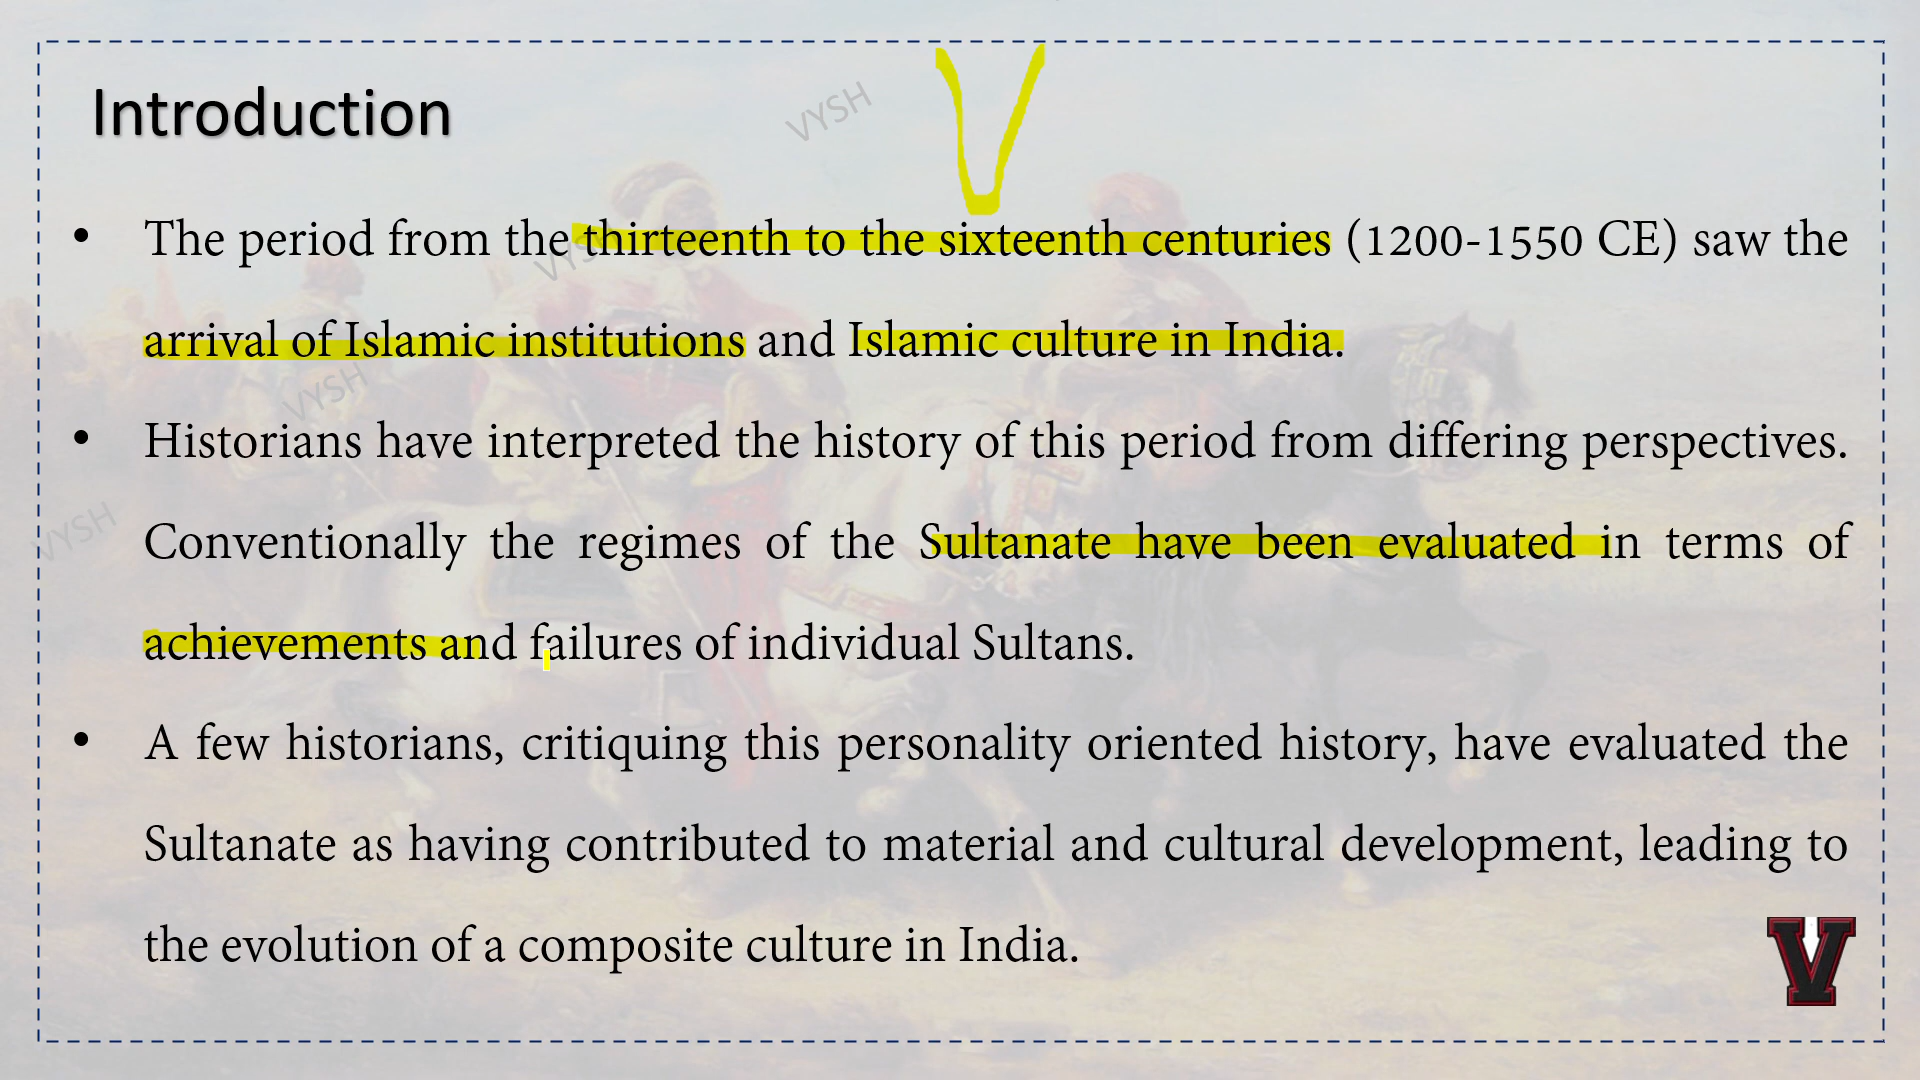 VYSH
Introduction
• The period from the thirteenth to the sixteenth centuries (1200-1550 CE) saw the
VYSH
arrival of Islamic institutions and Islamic culture in India.
VYSH
• Historians have interpreted the history of this period from differing perspectives.
VYSH
Conventionally the regimes of the Sultanate have been evaluated in terms of
achievements and failures of individual Sultans.
• A few historians, critiquing this personality oriented history, have evaluated the
Sultanate as having contributed to material and cultural development, leading to
the evolution of a composite culture in India.
V